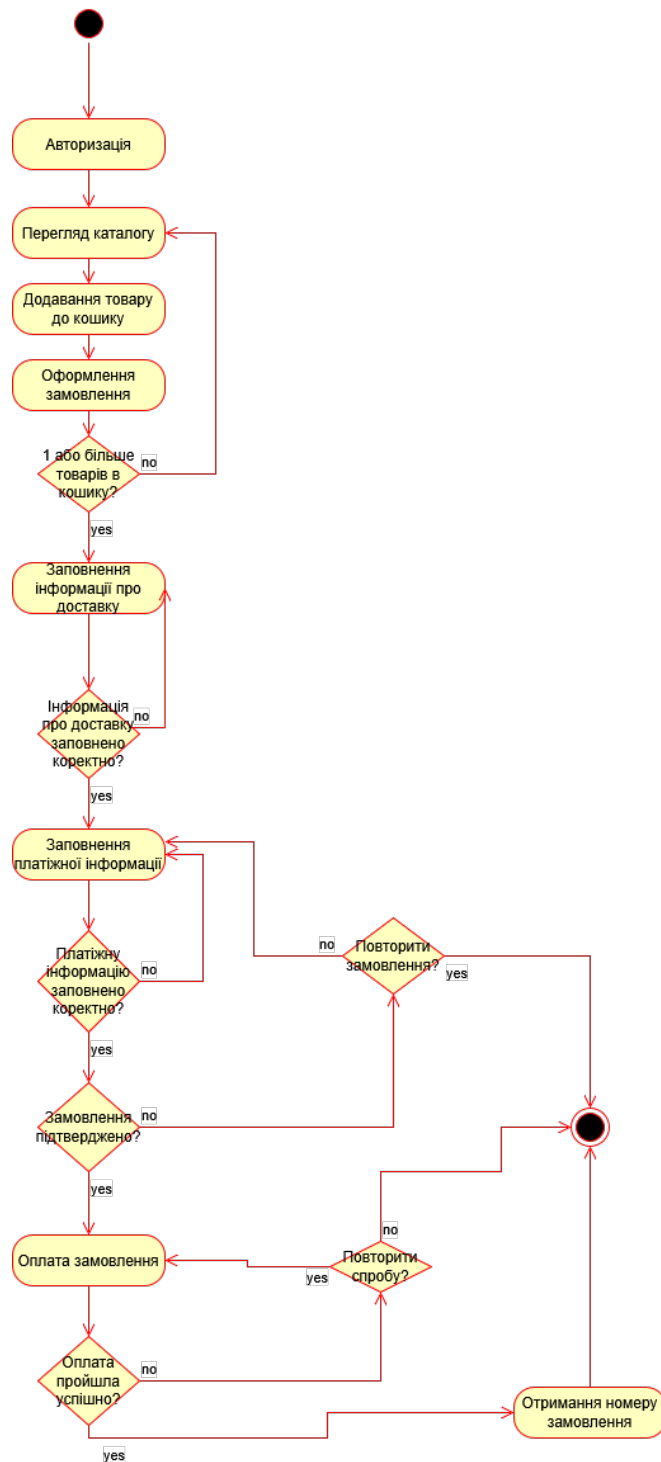 Авторизація
Перегляд каталогу
Додавання товару
до кошику
Оформлення
замовлення
1 або більше
товарів в
кошику?
no
yes
Заповнення
інформації про
доставку
Інформація
про доставку
заповнено
коректно?
no
yes
Заповнення
платіжної інформації
Платіжну
інформацію
заповнено
коректно?
no
yes
Повторити
замовлення?
no
yes
Замовлення
підтверджено?
no
yes
Оплата замовлення
Повторити
спробу?
no
yes
Оплата
пройшла
успішно?
no
yes
Отримання номеру
замовлення